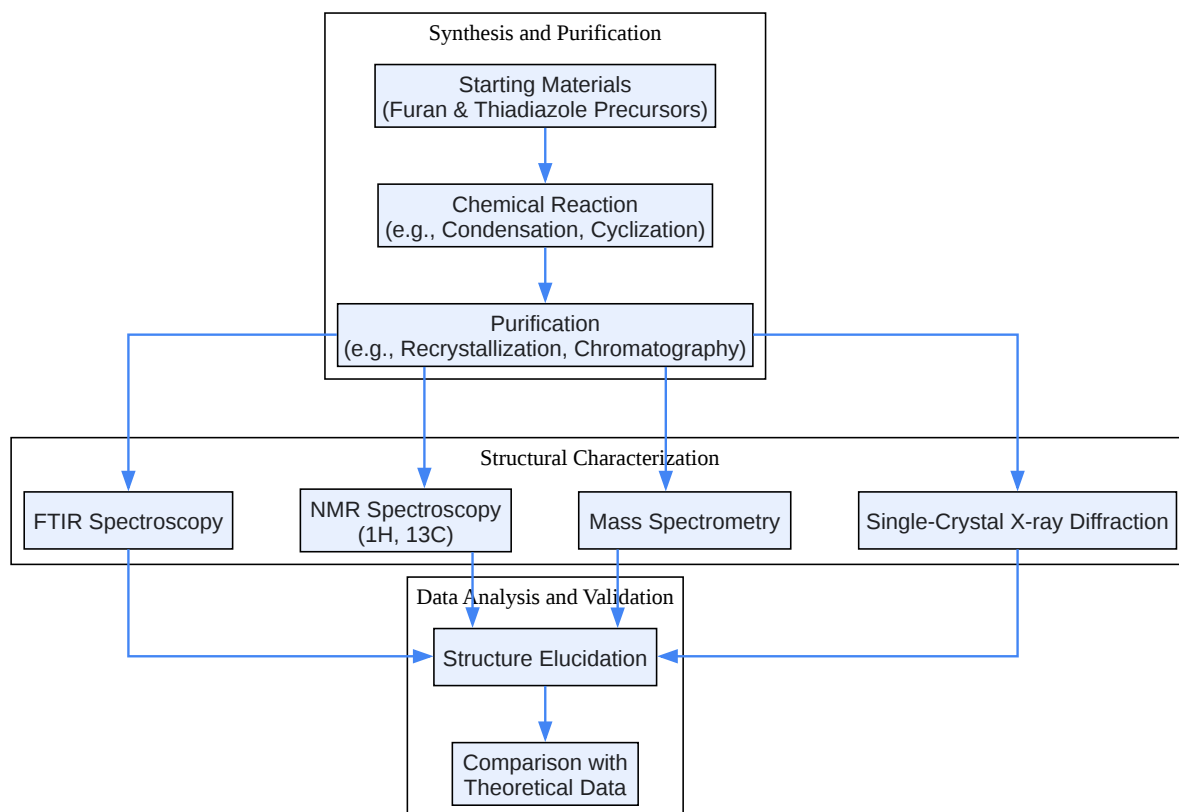 Synthesis and Purification
Starting Materials
(Furan & Thiadiazole Precursors)
Chemical Reaction
(e.g., Condensation, Cyclization)
Purification
(e.g., Recrystallization, Chromatography)
Structural Characterization
FTIR Spectroscopy
NMR Spectroscopy
(1H, 13C)
Mass Spectrometry
Single-Crystal X-ray Diffraction
Data Analysis and Validation
Structure Elucidation
Comparison with
Theoretical Data